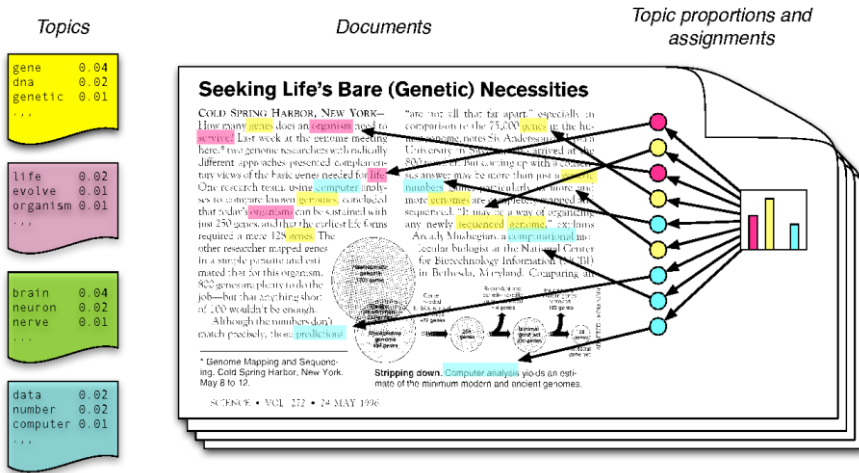 Topics
Documents
Topic proportions and
assignments
gene 0.04
dna 0.02
genetic 0.01
.,,
life 0.02
evolve 0.01
organism 0.01
.,,
brain 0.04
neuron 0.02
nerve 0.01
...
data 0.02
number 0.02
computer 0.01
.,,
Seeking Life's Bare (Genetic) Necessities
COLD SPRING HARBOR, NEW YORK—
How many genes does an organism need to
survive? Last week at the genome meeting
here,* two genome researchers with radically
different approaches presented complemen-
tary views of the basic genes needed for life.
One research team, using computer analy-
ses to compare known genomes, concluded
that today's organisms can be sustained with
just 250 genes, and that the earliest life forms
required a mere 128 genes. The
other researcher mapped genes
in a simple parasite and esti-
mated that for this organism,
800 genes are plenty to do the
job—but that anything short
of 100 wouldn't be enough.
Although the numbers don't
match precisely, those predictions
* Genome Mapping and Sequenc-
ing, Cold Spring Harbor, New York,
May 8 to 12.
"are not all that far apart," especially in
comparison to the 75,000 genes in the hu-
man genome, notes Siv Andersson
University in arrived at the
800 number. But coming up with a consen-
sus answer may be more than just a genetic
numbers game, particularly as more and
more genomes are completely mapped and
sequenced. "It may be a way of organizing
any newly sequenced genome," explains
Arcady Mushegian, a computational mo-
lecular biologist at the National Center
for Biotechnology Information (NCBI)
in Bethesda, Maryland. Comparing an
genome
1703 genes
genes
Stripping down. Computer analysis yields an esti-
mate of the minimum modern and ancient genomes.
SCIENCE • VOL. 272 • 24 MAY 1996